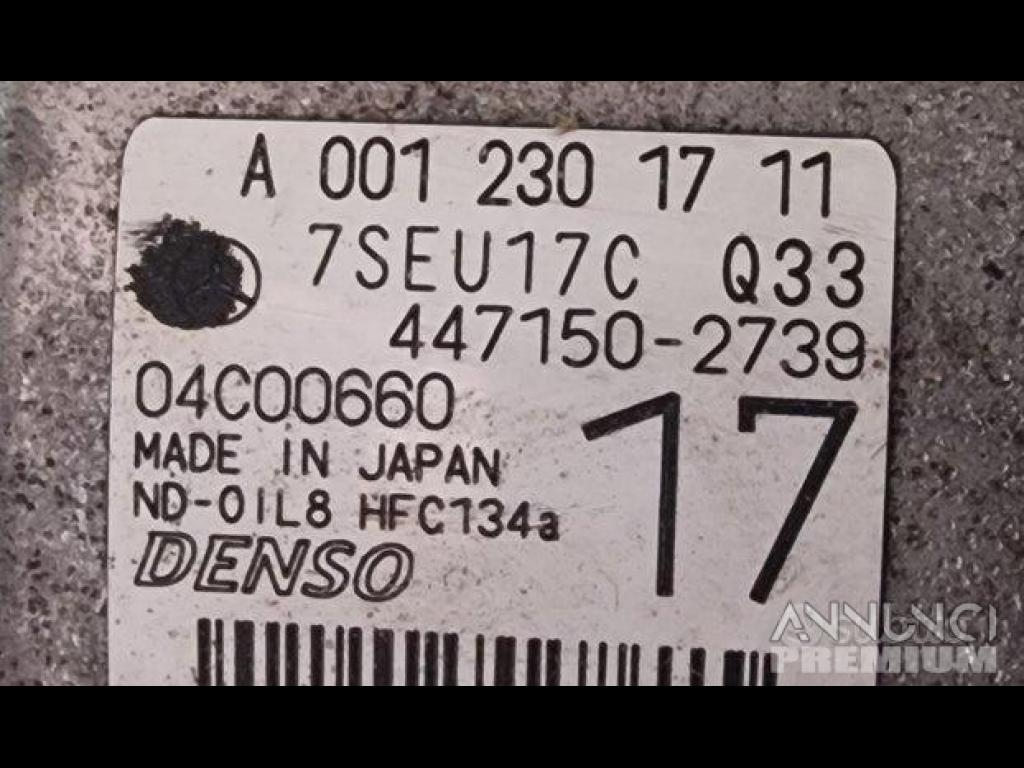 A 001 230 17 11
7SEU17C Q33
447150-2739
04C00660
17
MADE IN JAPAN
ND-OIL8 HFC134a
DENSO
ANNUNCI
PREMIUM